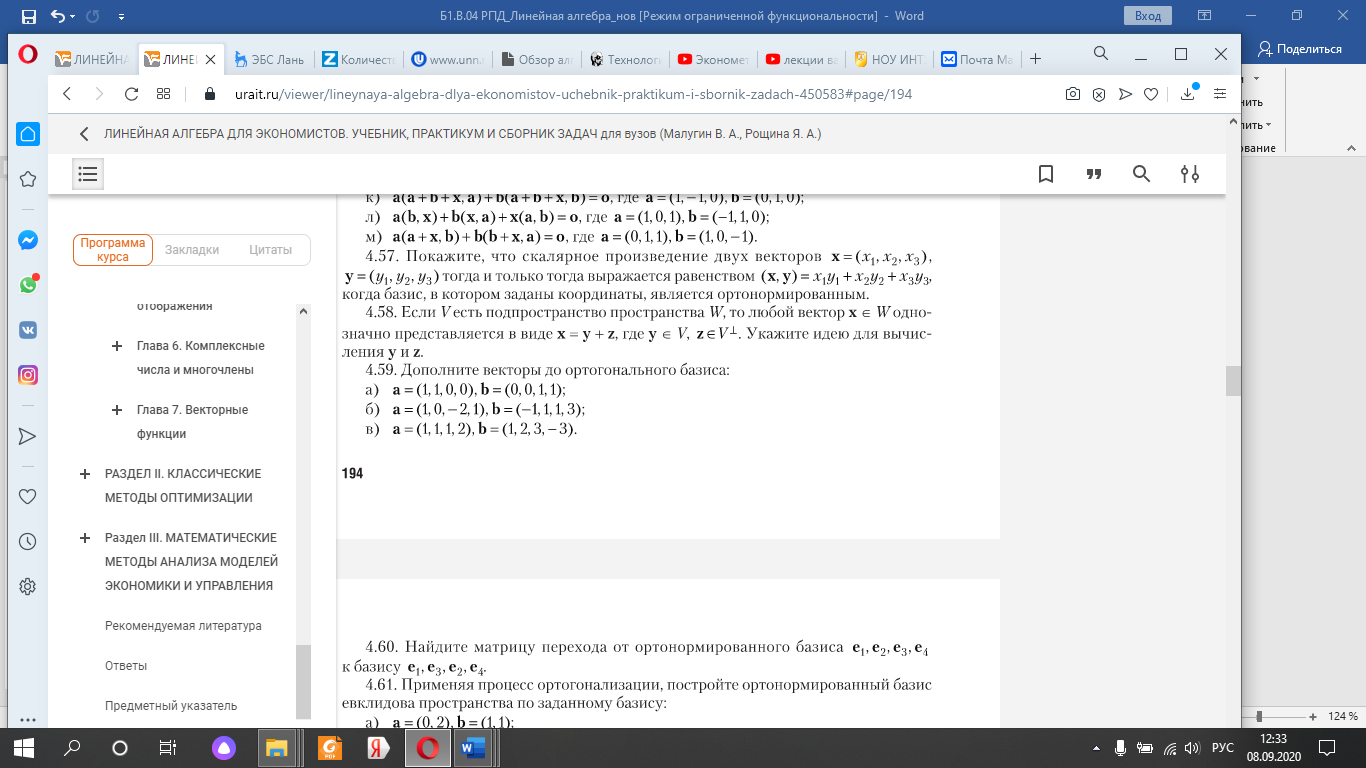 Б1.В.04 РПД_Линейная алгебра_нов [Режим ограниченной функциональности] - Word
Вход
ЛИНЕЙНА
ЛИНЕ
ЭБС Лань
Количест
www.unn.
Обзор ал
Технолог
Экономет
лекции ва
НОУ ИНТ
Почта Ма
Поделиться
urait.ru/viewer/lineynaya-algebra-dlya-ekonomistov-uchebnik-praktikum-i-sbornik-zadach-450583#page/194
ЛИНЕЙНАЯ АЛГЕБРА ДЛЯ ЭКОНОМИСТОВ. УЧЕБНИК, ПРАКТИКУМ И СБОРНИК ЗАДАЧ для вузов (Малугин В. А., Рощина Я. А.)
Программа курса
Закладки
Цитаты
отображения
Глава 6. Комплексные
числа и многочлены
Глава 7. Векторные
функции
РАЗДЕЛ II. КЛАССИЧЕСКИЕ
МЕТОДЫ ОПТИМИЗАЦИИ
Раздел III. МАТЕМАТИЧЕСКИЕ
МЕТОДЫ АНАЛИЗА МОДЕЛЕЙ
ЭКОНОМИКИ И УПРАВЛЕНИЯ
Рекомендуемая литература
Ответы
Предметный указатель
к) a(a + b + x, a) + b(a + b + x, b) = o, где a = (1, −1, 0), b = (0, 1, 0);
л) a(b, x) + b(x, a) + x(a, b) = o, где a = (1, 0, 1), b = (−1, 1, 0);
м) a(a + x, b) + b(b + x, a) = o, где a = (0, 1, 1), b = (1, 0, −1).
4.57. Покажите, что скалярное произведение двух векторов x = (x₁, x₂, x₃),
y = (y₁, y₂, y₃) тогда и только тогда выражается равенством (x, y) = x₁y₁ + x₂y₂ + x₃y₃,
когда базис, в котором заданы координаты, является ортонормированным.
4.58. Если V есть подпространство пространства W, то любой вектор x ∈ W одно-
значно представляется в виде x = y + z, где y ∈ V, z ∈ V⊥. Укажите идею для вычис-
ления y и z.
4.59. Дополните векторы до ортогонального базиса:
а) a = (1, 1, 0, 0), b = (0, 0, 1, 1);
б) a = (1, 0, −2, 1), b = (−1, 1, 1, 3);
в) a = (1, 1, 1, 2), b = (1, 2, 3, −3).
194
4.60. Найдите матрицу перехода от ортонормированного базиса e₁, e₂, e₃, e₄
к базису e₁, e₃, e₂, e₄.
4.61. Применяя процесс ортогонализации, постройте ортонормированный базис
евклидова пространства по заданному базису:
а) a = (0, 2), b = (1, 1);
124 %
РУС
12:33
08.09.2020